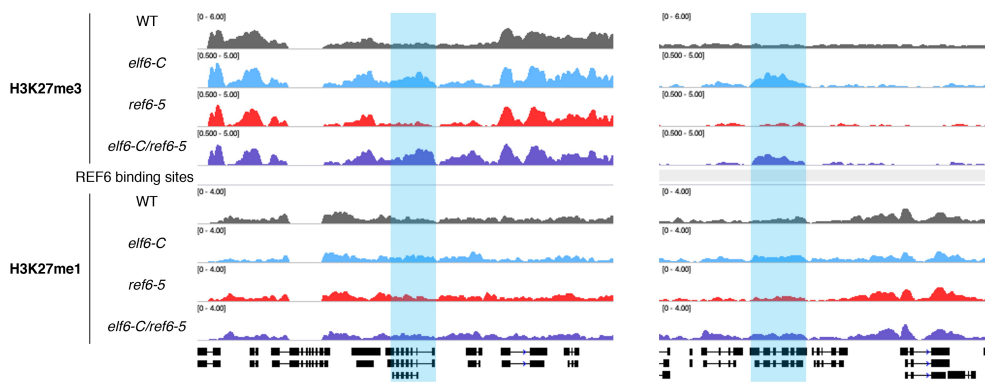 WT
[0 - 6.00]
[0 - 6.00]
elf6-C
[0.500 - 5.00]
[0.500 - 5.00]
H3K27me3
ref6-5
[0.500 - 5.00]
[0.500 - 5.00]
elf6-C/ref6-5
[0.500 - 5.00]
[0.500 - 5.00]
REF6 binding sites
WT
[0 - 4.00]
[0 - 4.00]
elf6-C
[0 - 4.00]
[0 - 4.00]
H3K27me1
ref6-5
[0 - 4.00]
[0 - 4.00]
elf6-C/ref6-5
[0 - 4.00]
[0 - 4.00]